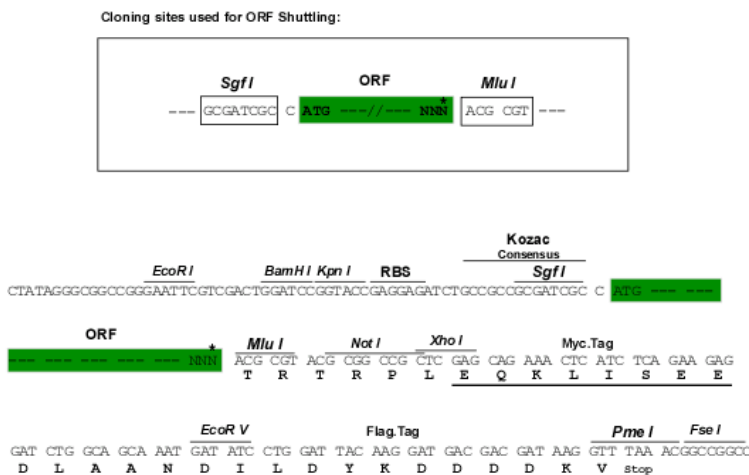 Cloning sites used for ORF Shuttling:
Sgf I ORF Mlu I
--- GCGATCGC C ATG ---//--- NNN* ACG CGT ---
Kozac
Consensus
EcoR I BamH I Kpn I RBS Sgf I
CTATAGGGCGGCCGGGAATTCGTCGACTGGATCCGGTACCGAGGAGATCTGCCGCCGCGATCGC C ATG --- ---
ORF Mlu I Not I Xho I Myc.Tag
--- --- --- --- --- --- NNN* ACG CGT ACG CGG CCG CTC GAG CAG AAA CTC ATC TCA GAA GAG
T R T R P L E Q K L I S E E
EcoR V Flag.Tag Pme I Fse I
GAT CTG GCA GCA AAT GAT ATC CTG GAT TAC AAG GAT GAC GAC GAT AAG GTT TAA ACGGCCGGCC
D L A A N D I L D Y K D D D D K V Stop